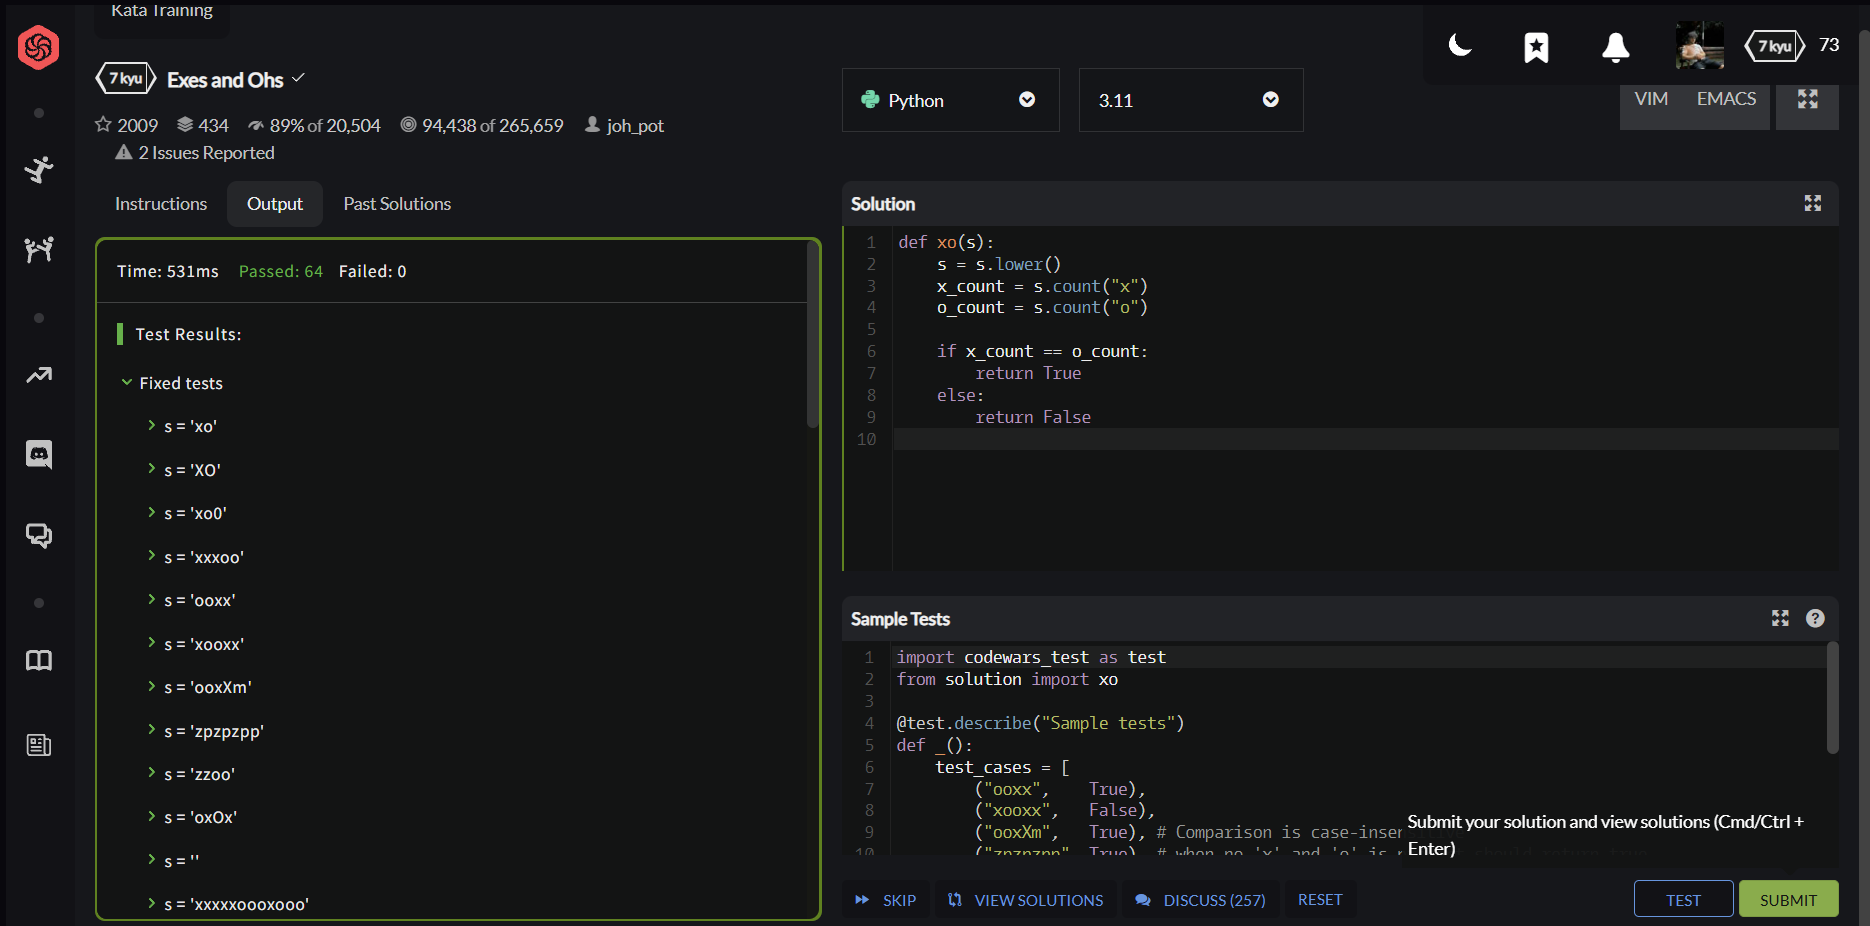 Kata Training
7 kyu
Exes and Ohs
2009 434 89% of 20,504 94,438 of 265,659 joh_pot
2 Issues Reported
Python
3.11
7 kyu 73
VIM EMACS
Instructions Output Past Solutions
Time: 531ms Passed: 64 Failed: 0
Test Results:
Fixed tests
s = 'xo'
s = 'XO'
s = 'xo0'
s = 'xxxoo'
s = 'ooxx'
s = 'xooxx'
s = 'ooxXm'
s = 'zpzpzpp'
s = 'zzoo'
s = 'oxOx'
s = ''
s = 'xxxxxoooxooo'
Solution
1 def xo(s):
2 s = s.lower()
3 x_count = s.count("x")
4 o_count = s.count("o")
5
6 if x_count == o_count:
7 return True
8 else:
9 return False
10
Sample Tests
1 import codewars_test as test
2 from solution import xo
3
4 @test.describe("Sample tests")
5 def _():
6 test_cases = [
7 ("ooxx", True),
8 ("xooxx", False),
9 ("ooxXm", True), # Comparison is case-inser
10 ("zpzpzpp", True), # when no 'x' and 'o' is
Submit your solution and view solutions (Cmd/Ctrl +
Enter)
SKIP VIEW SOLUTIONS DISCUSS (257) RESET
TEST SUBMIT